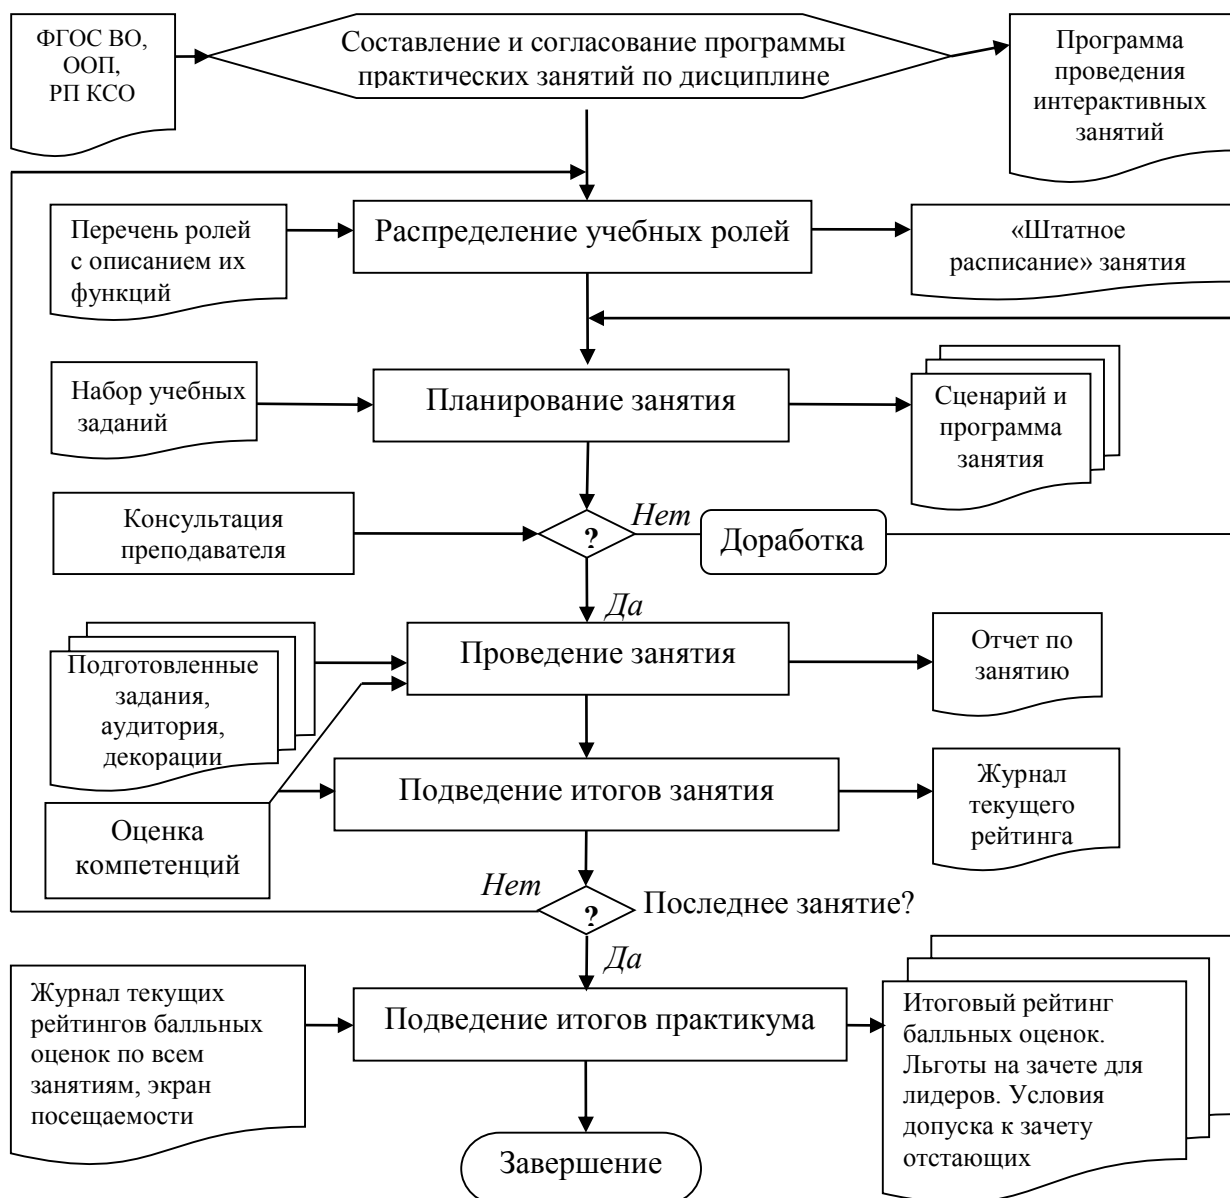 ФГОС ВО,
ООП,
РП КСО
Составление и согласование программы
практических занятий по дисциплине
Программа
проведения
интерактивных
занятий
Перечень ролей
с описанием их
функций
Распределение учебных ролей
«Штатное
расписание» занятия
Набор учебных
заданий
Планирование занятия
Сценарий и
программа
занятия
Консультация
преподавателя
?
Нет
Доработка
Да
Подготовленные
задания,
аудитория,
декорации
Проведение занятия
Отчет по
занятию
Оценка
компетенций
Подведение итогов занятия
Журнал
текущего
рейтинга
Нет
?
Последнее занятие?
Да
Журнал текущих
рейтингов балльных
оценок по всем
занятиям, экран
посещаемости
Подведение итогов практикума
Итоговый рейтинг
балльных оценок.
Льготы на зачете для
лидеров. Условия
допуска к зачету
отстающих
Завершение